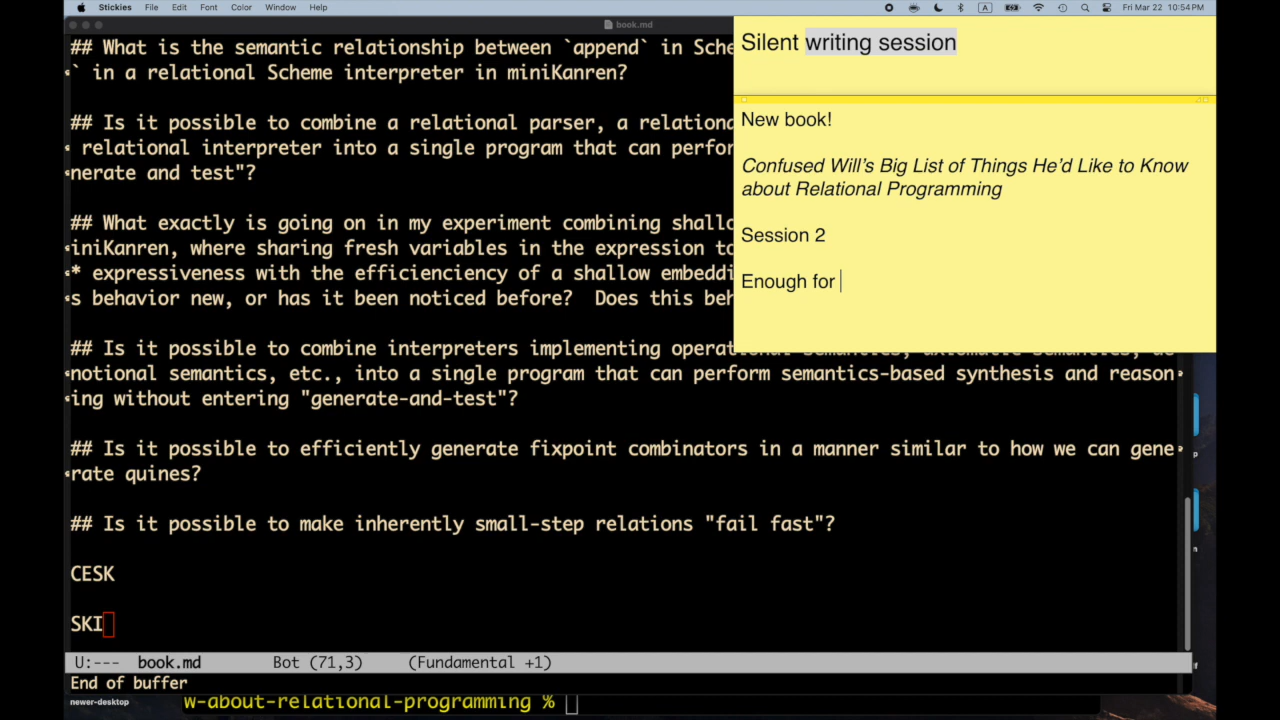 Stickies File Edit Font Color Window Help
A Fri Mar 22 10:54 PM
book.md
## What is the semantic relationship between `append` in Sche
` in a relational Scheme interpreter in miniKanren?
## Is it possible to combine a relational parser, a relationa
relational interpreter into a single program that can perfor
nerate and test"?
## What exactly is going on in my experiment combining shallo
iniKanren, where sharing fresh variables in the expression to
* expressiveness with the efficienciency of a shallow embeddi
s behavior new, or has it been noticed before?  Does this beh
## Is it possible to combine interpreters implementing operational semantics, axiomatic semantics, de
notional semantics, etc., into a single program that can perform semantics-based synthesis and reason
ing without entering "generate-and-test"?
## Is it possible to efficiently generate fixpoint combinators in a manner similar to how we can gene
rate quines?
## Is it possible to make inherently small-step relations "fail fast"?
CESK
SKI
U:--- book.md Bot (71,3) (Fundamental +1)
End of buffer
newer-desktop
w-about-relational-programming %
Silent writing session
New book!
Confused Will's Big List of Things He'd Like to Know
about Relational Programming
Session 2
Enough for